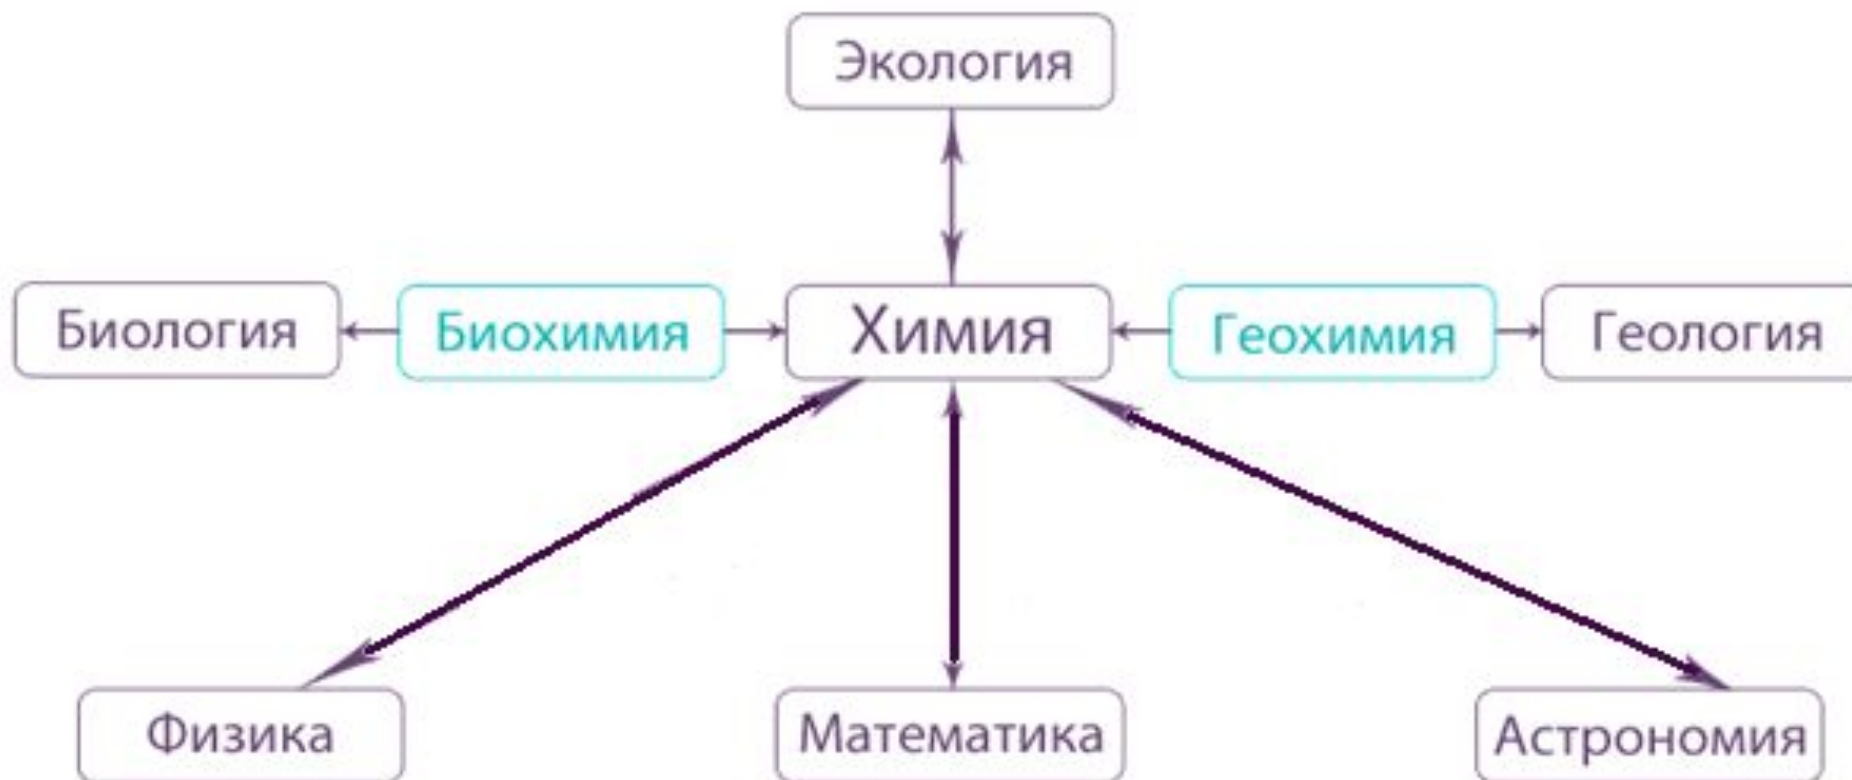 Экология
Биология
Биохимия
Химия
Геохимия
Геология
Физика
Математика
Астрономия